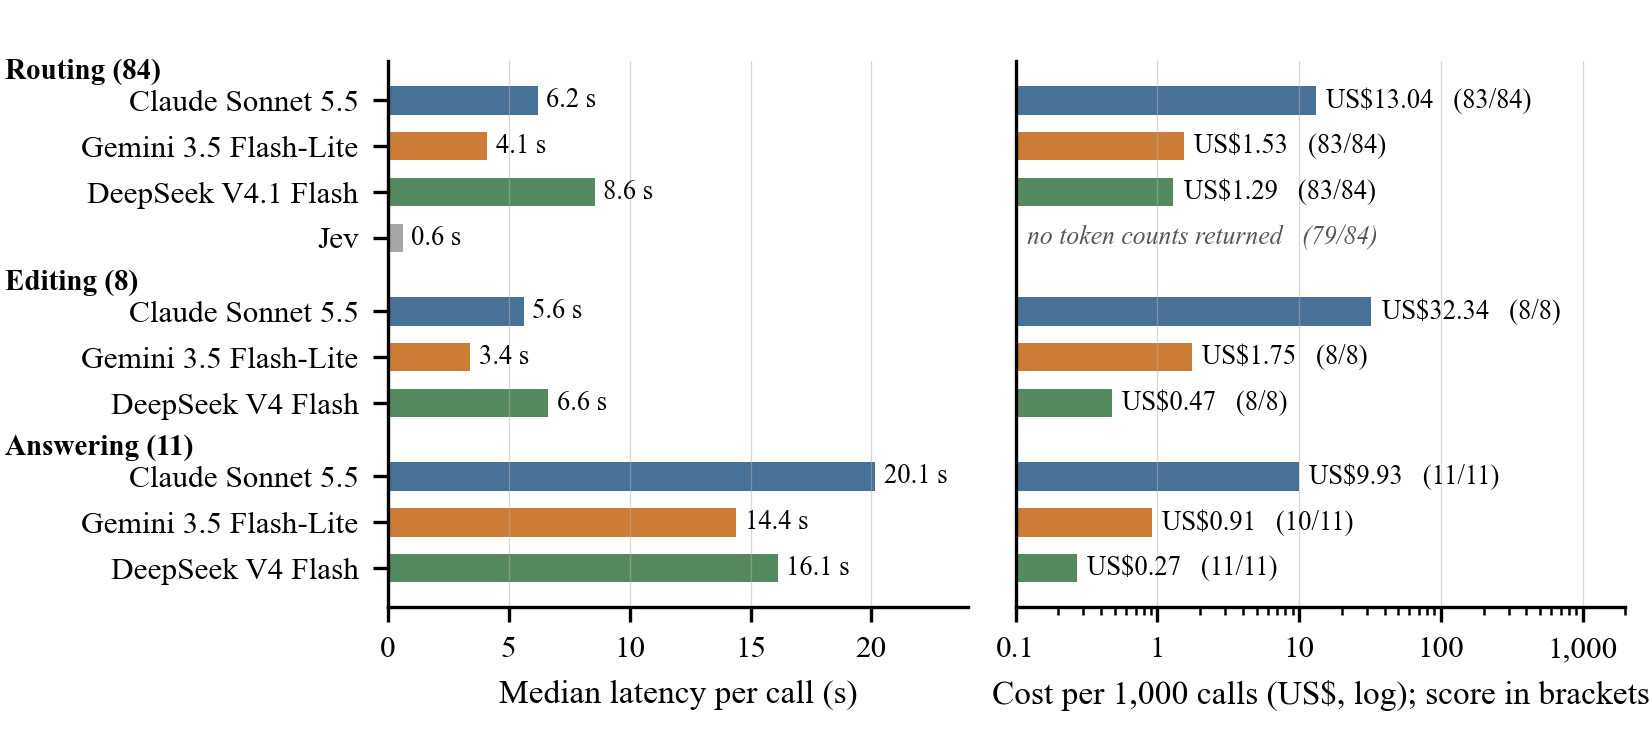 Routing (84)
Claude Sonnet 5.5 6.2 s US$13.04 (83/84)
Gemini 3.5 Flash-Lite 4.1 s US$1.53 (83/84)
DeepSeek V4.1 Flash 8.6 s US$1.29 (83/84)
Jev 0.6 s no token counts returned (79/84)
Editing (8)
Claude Sonnet 5.5 5.6 s US$32.34 (8/8)
Gemini 3.5 Flash-Lite 3.4 s US$1.75 (8/8)
DeepSeek V4 Flash 6.6 s US$0.47 (8/8)
Answering (11)
Claude Sonnet 5.5 20.1 s US$9.93 (11/11)
Gemini 3.5 Flash-Lite 14.4 s US$0.91 (10/11)
DeepSeek V4 Flash 16.1 s US$0.27 (11/11)
0 5 10 15 20 0.1 1 10 100 1,000
Median latency per call (s) Cost per 1,000 calls (US$, log); score in brackets